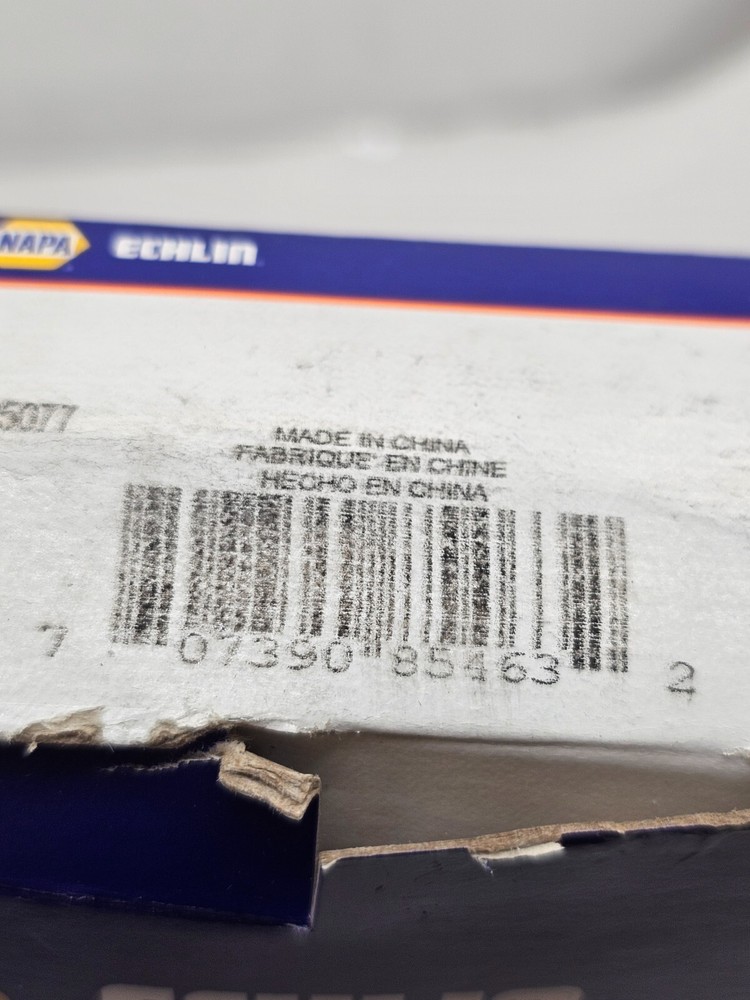 NAPA ECHLIN
5077
MADE IN CHINA
FABRIQUE' EN CHINE
HECHO EN CHINA
7 07390 85463 2